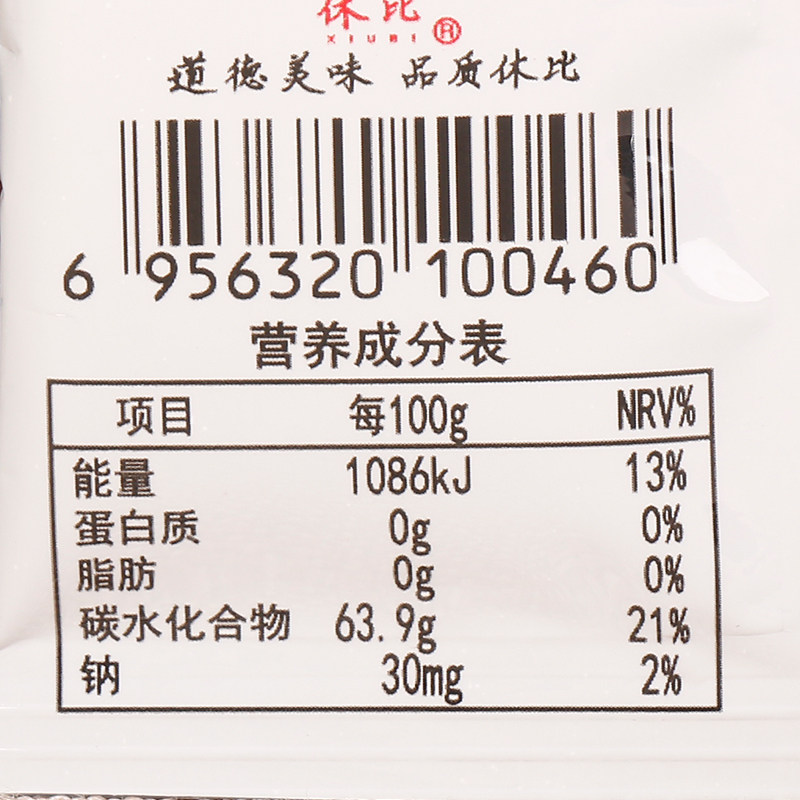 休比
XIUBI®
道德美味 品质休比
6 956320 100460
营养成分表
项目 每100g NRV%
能量 1086kJ 13%
蛋白质 0g 0%
脂肪 0g 0%
碳水化合物 63.9g 21%
钠 30mg 2%